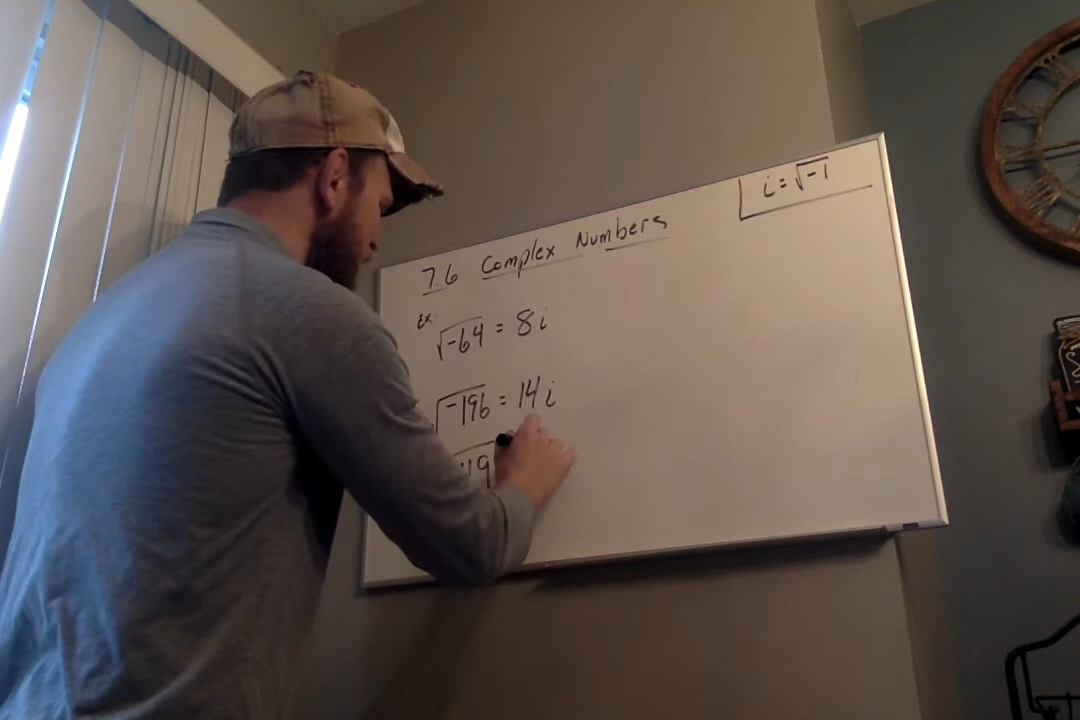 i = √-1
7.6 Complex Numbers
Ex.
√-64 = 8i
√-196 = 14i